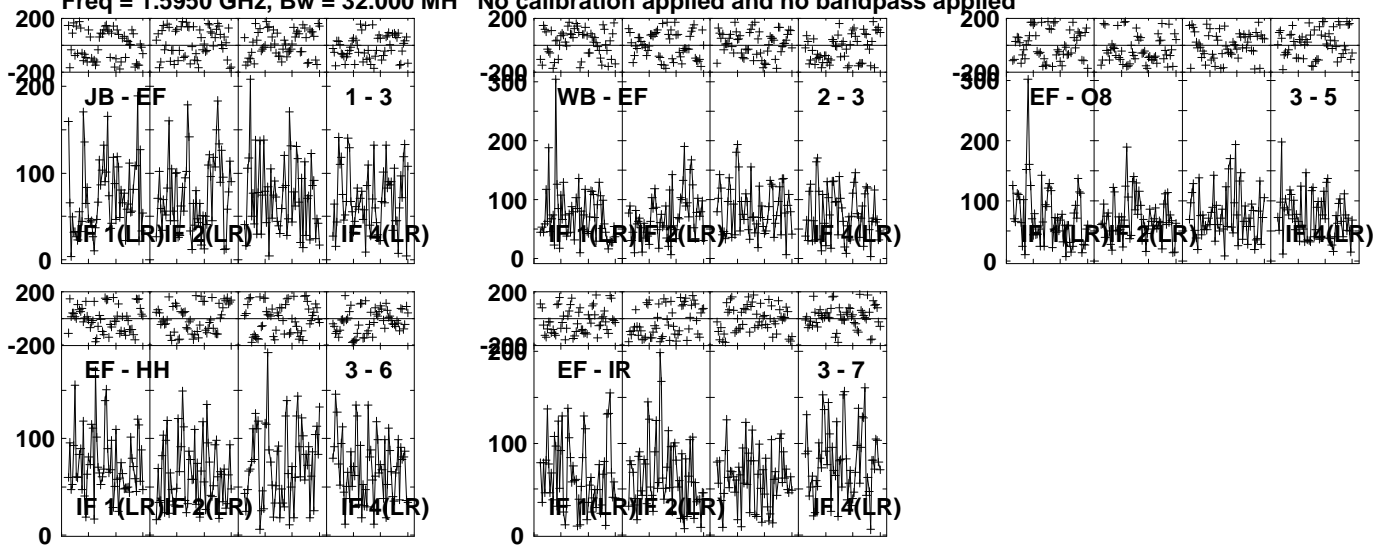 Freq = 1.5950 GHz, Bw = 32.000 MH No calibration applied and no bandpass applied
200
-200
200
100
0
JB - EF
1 - 3
IF 1(LR)
IF 2(LR)
IF 4(LR)
200
-200
300
200
100
0
WB - EF
2 - 3
IF 1(LR)
IF 2(LR)
IF 4(LR)
200
-200
300
200
100
0
EF - O8
3 - 5
IF 1(LR)
IF 2(LR)
IF 4(LR)
200
-200
100
0
EF - HH
3 - 6
IF 1(LR)
IF 2(LR)
IF 4(LR)
200
-200
200
100
0
EF - IR
3 - 7
IF 1(LR)
IF 2(LR)
IF 4(LR)